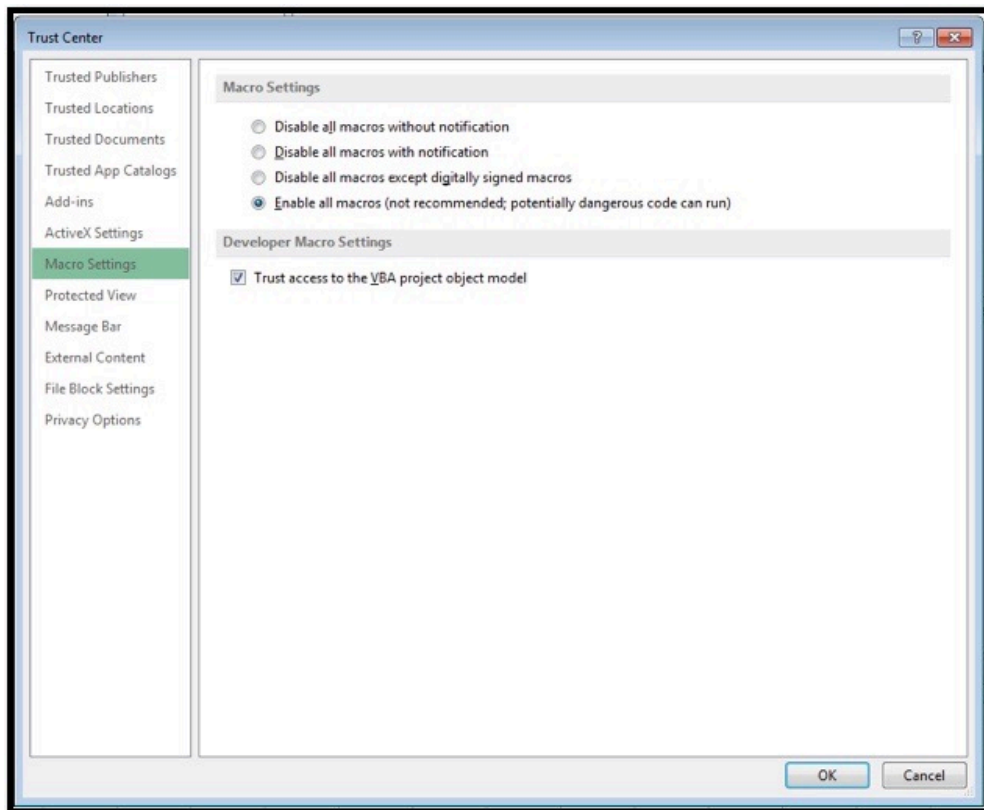 Trust Center
Trusted Publishers
Trusted Locations
Trusted Documents
Trusted App Catalogs
Add-ins
ActiveX Settings
Macro Settings
Protected View
Message Bar
External Content
File Block Settings
Privacy Options
Macro Settings
Disable all macros without notification
Disable all macros with notification
Disable all macros except digitally signed macros
Enable all macros (not recommended; potentially dangerous code can run)
Developer Macro Settings
Trust access to the VBA project object model
OK
Cancel